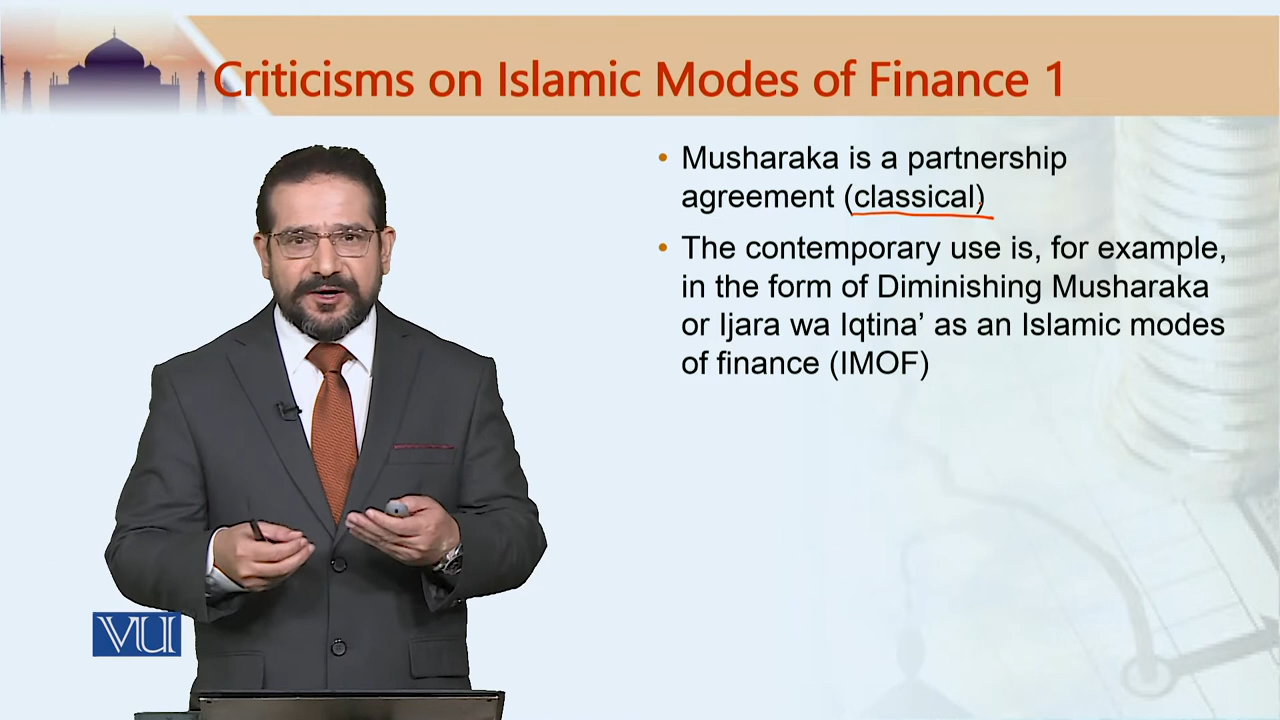 Criticisms on Islamic Modes of Finance 1
• Musharaka is a partnership
agreement (classical)
• The contemporary use is, for example,
in the form of Diminishing Musharaka
or Ijara wa Iqtina’ as an Islamic modes
of finance (IMOF)
VU